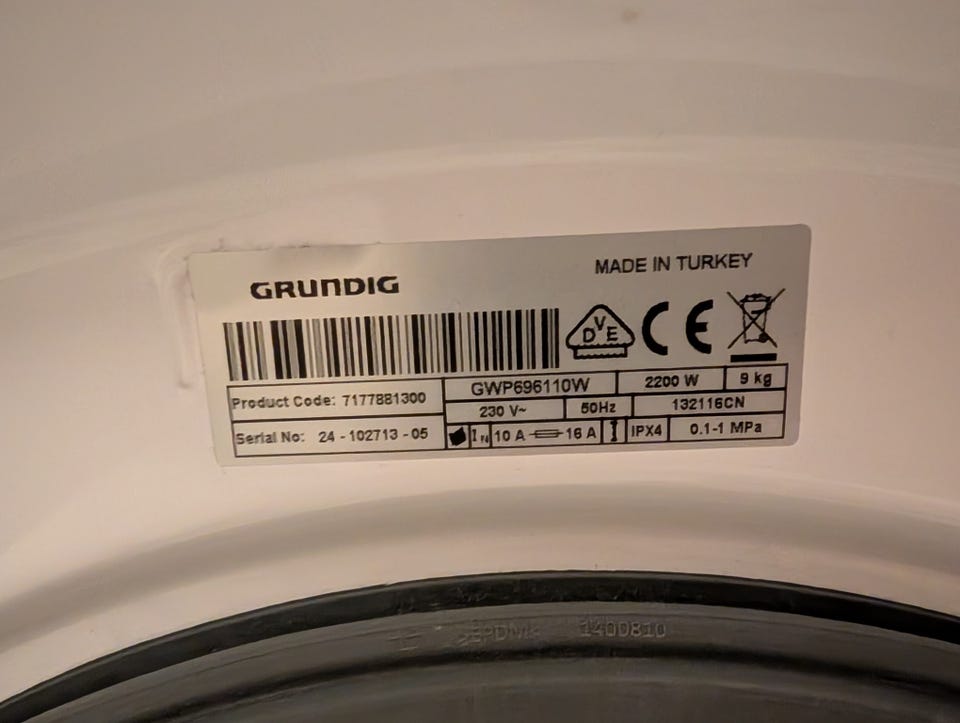 GRUNDIG
MADE IN TURKEY
DVE
CE
Product Code: 7177881300
GWP696110W
2200 W
9 kg
230 V~
50Hz
132116CN
Serial No: 24 - 102713 - 05
10 A
16 A
IPX4
0.1-1 MPa
1400810